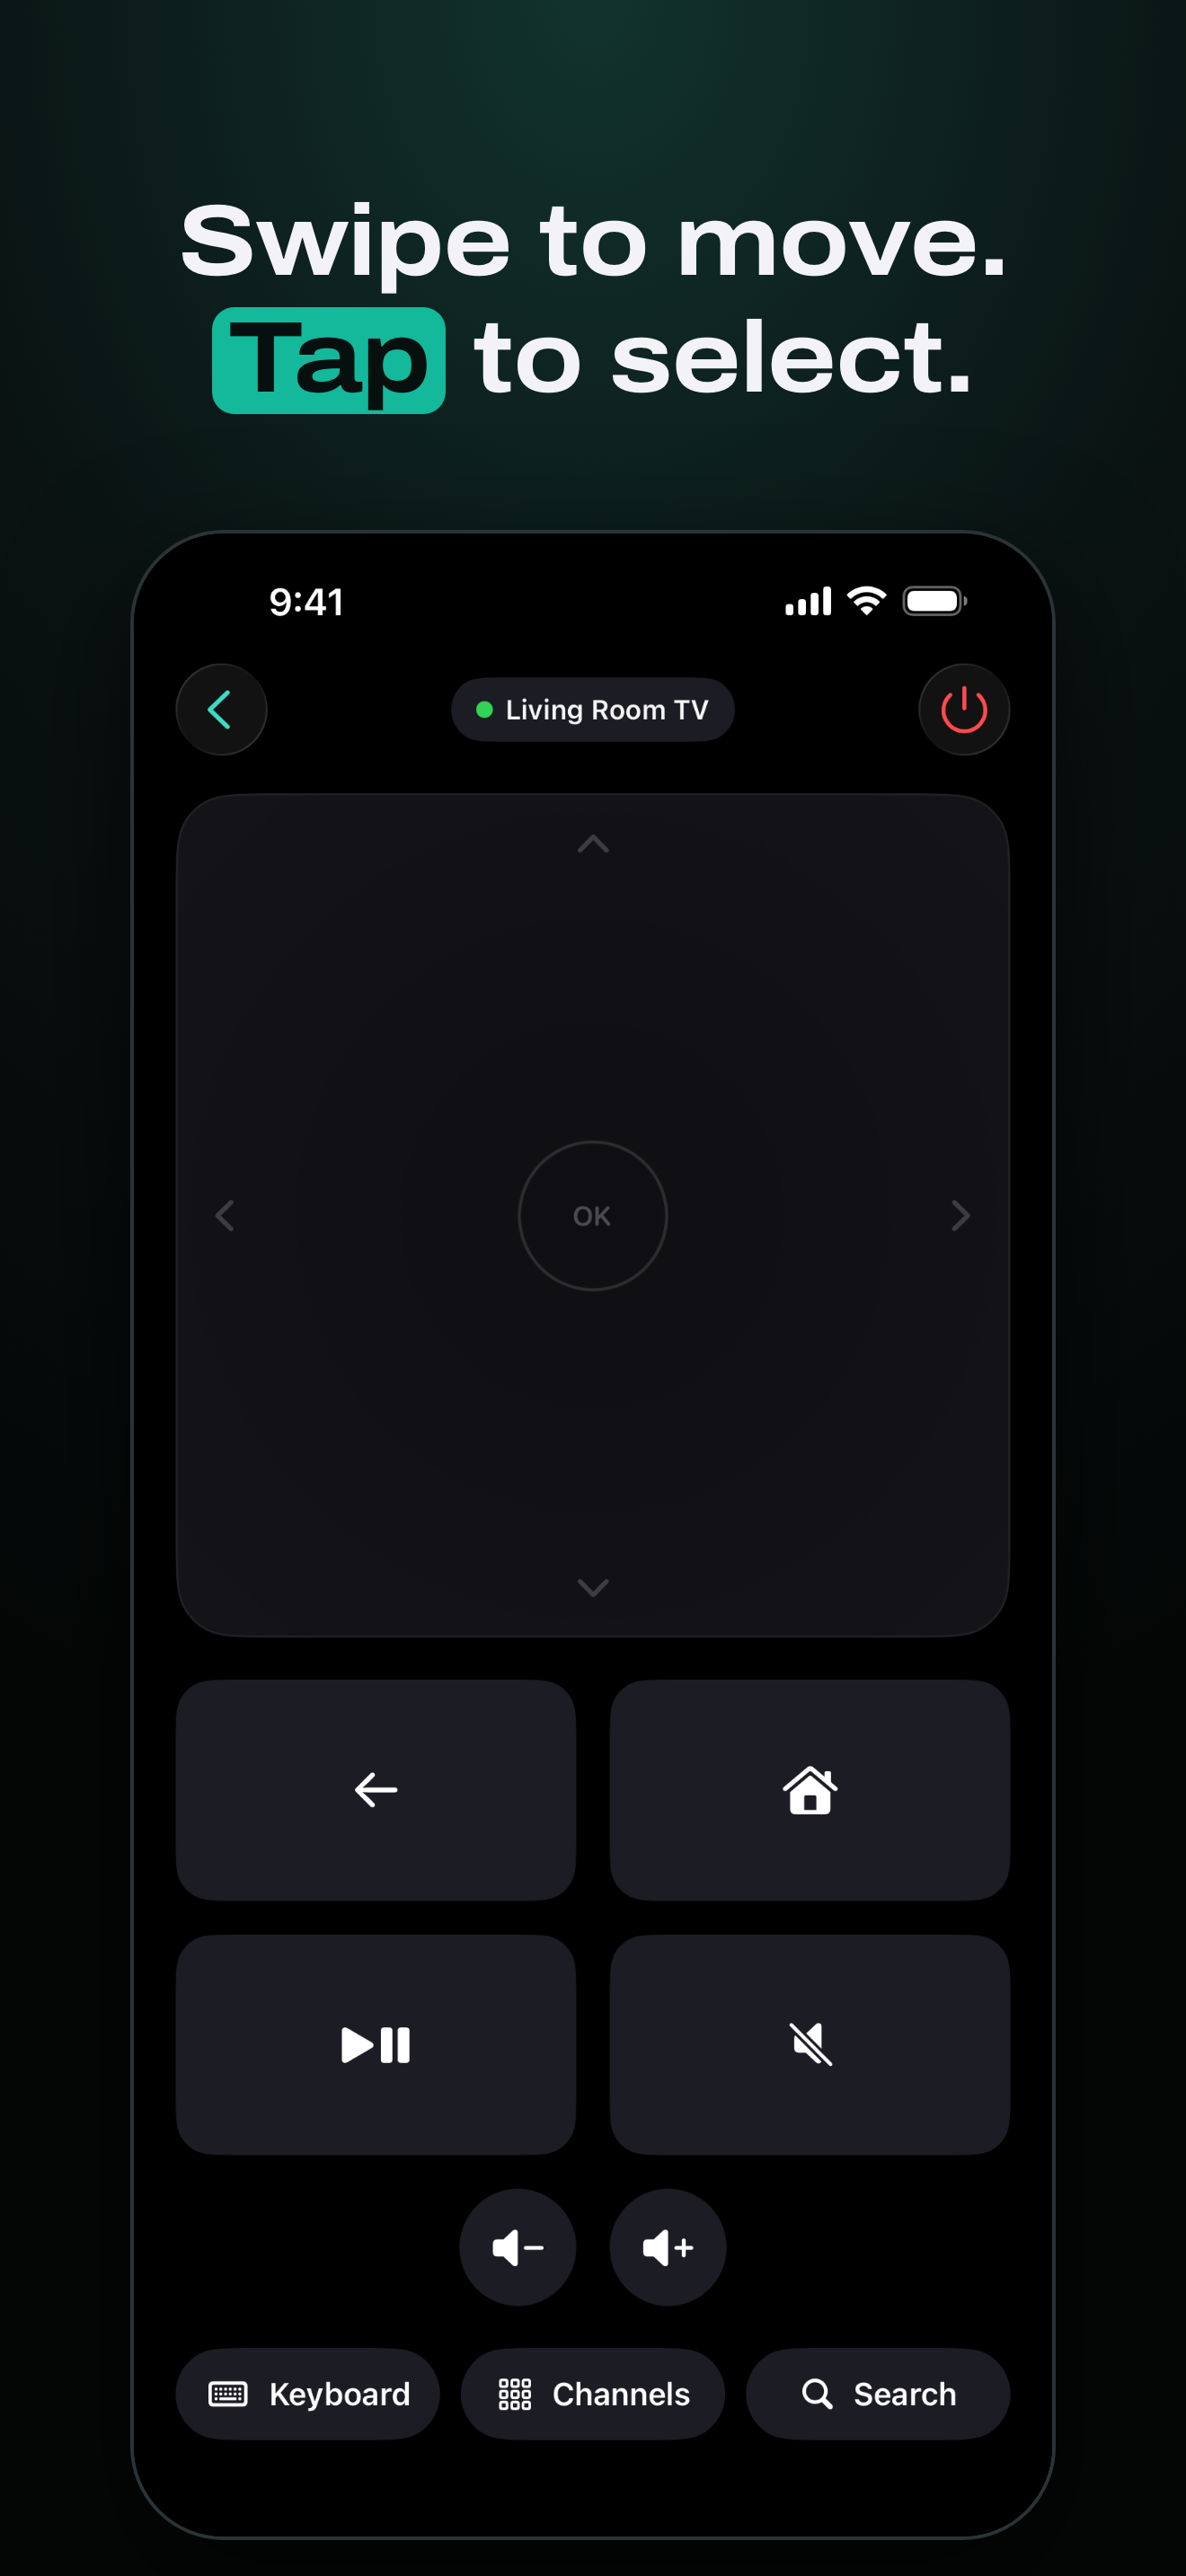 Swipe to move.
Tap to select.
9:41
Living Room TV
OK
Keyboard
Channels
Search